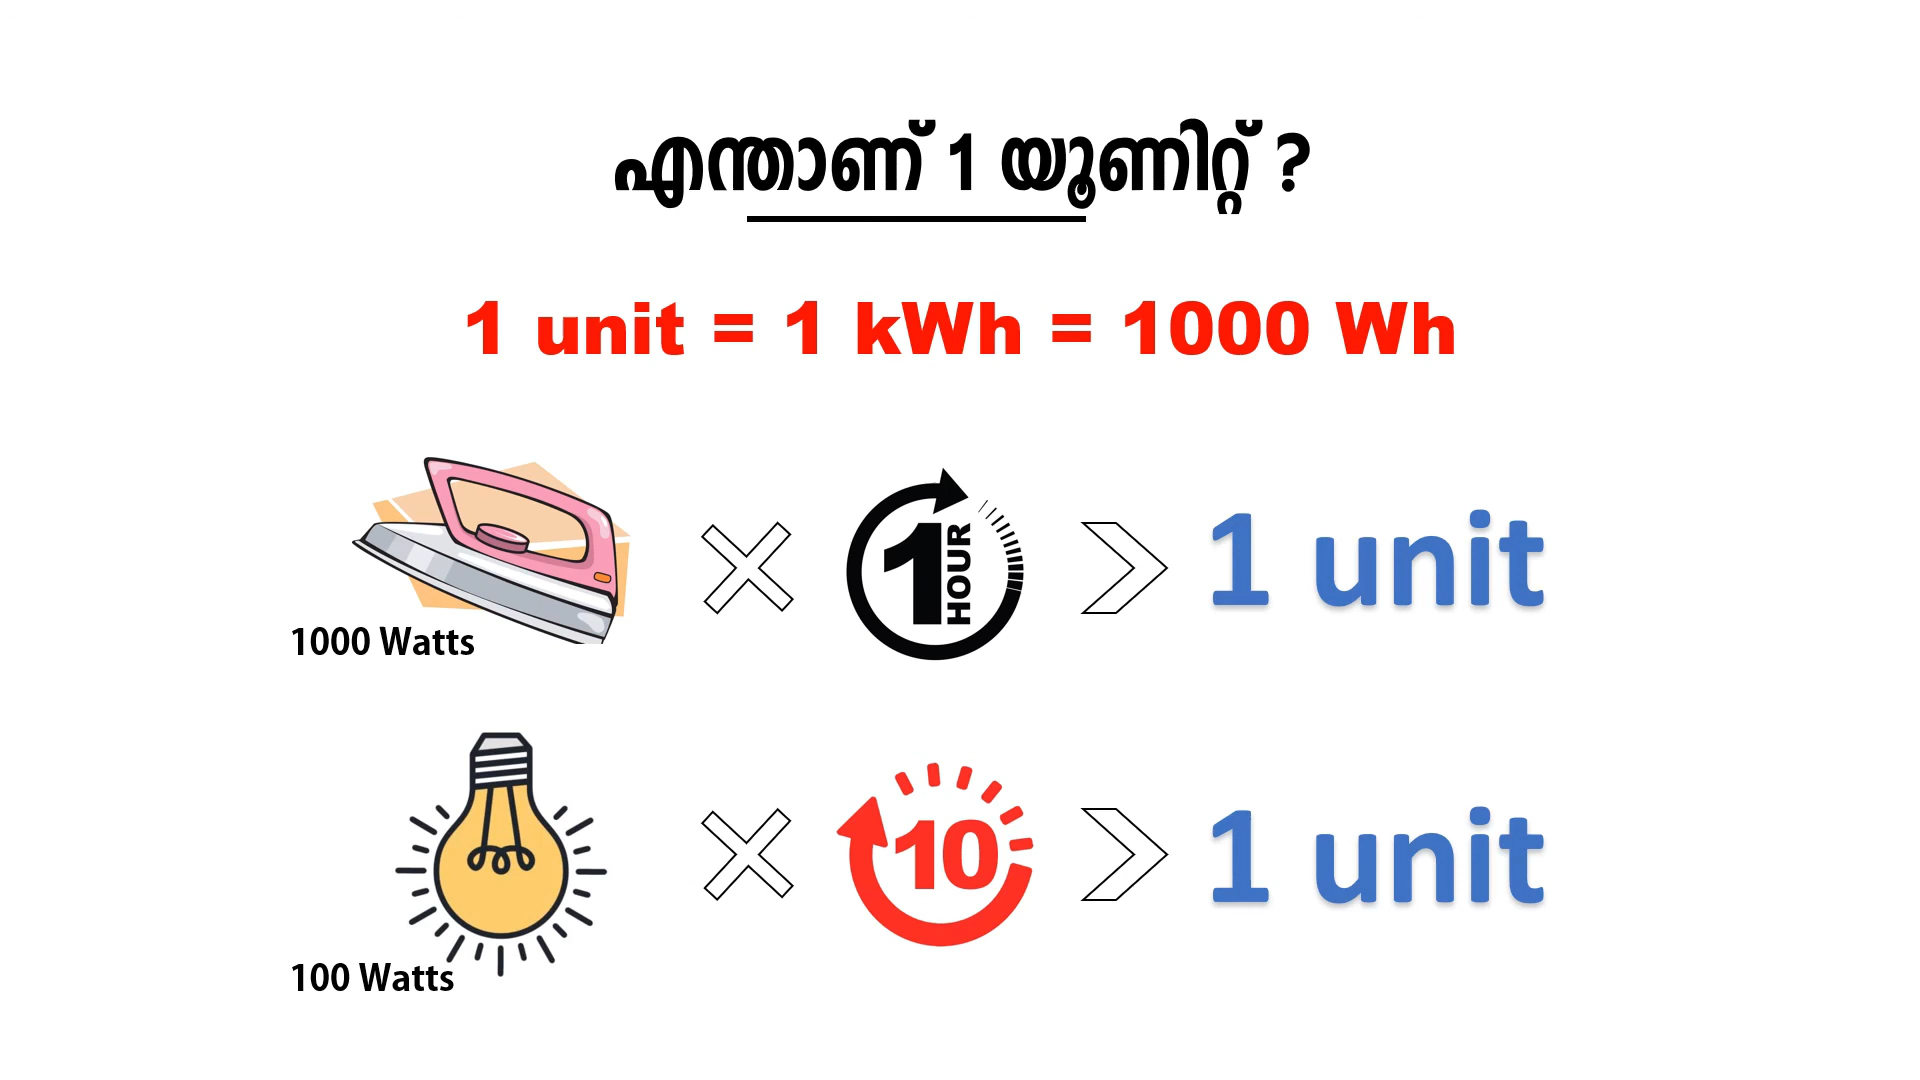 എന്താണ് 1 യൂണിറ്റ് ?
1 unit = 1 kWh = 1000 Wh
1 HOUR
1 unit
1000 Watts
10
1 unit
100 Watts